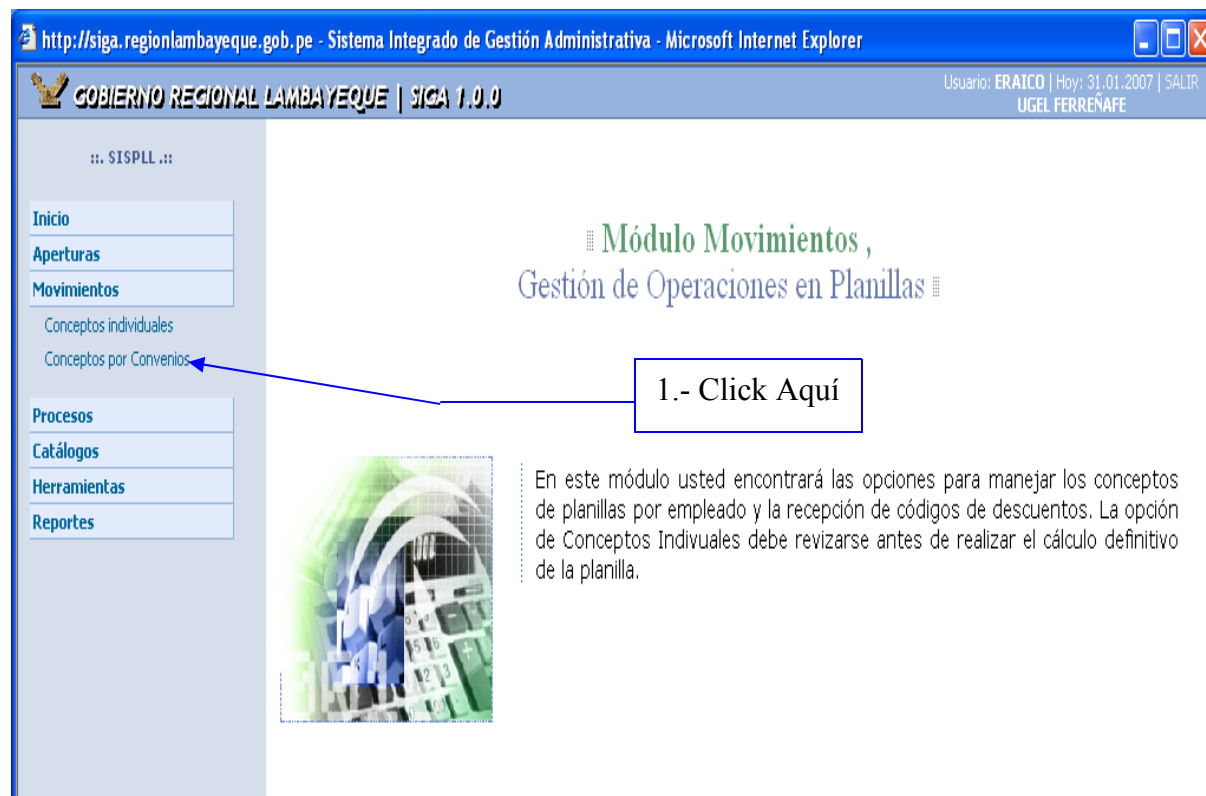 http://siga.regionlambayeque.gob.pe - Sistema Integrado de Gestión Administrativa - Microsoft Internet Explorer
GOBIERNO REGIONAL LAMBAYEQUE | SIGA 1.0.0
Usuario: ERAICO | Hoy: 31.01.2007 | SALIR
UGEL FERREÑAFE
::. SISPLL .::
Inicio
Aperturas
Movimientos
Conceptos individuales
Conceptos por Convenios
Procesos
Catálogos
Herramientas
Reportes
Módulo Movimientos ,
Gestión de Operaciones en Planillas
1.- Click Aquí
En este módulo usted encontrará las opciones para manejar los conceptos
de planillas por empleado y la recepción de códigos de descuentos. La opción
de Conceptos Indivuales debe revizarse antes de realizar el cálculo definitivo
de la planilla.